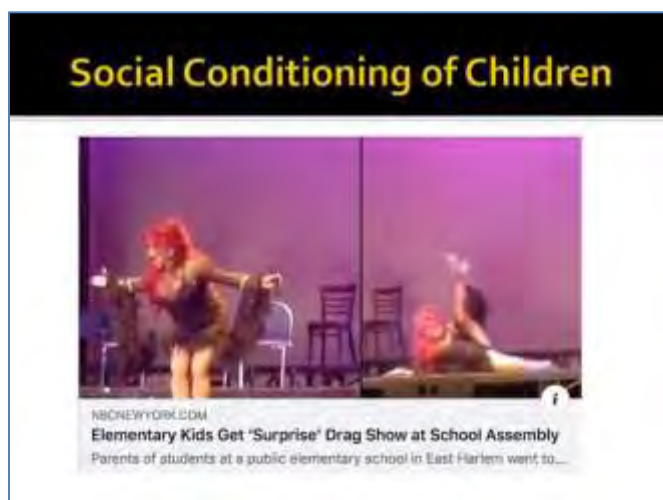 Social Conditioning of Children
i
NBCNEWYORK.COM
Elementary Kids Get 'Surprise' Drag Show at School Assembly
Parents of students at a public elementary school in East Harlem went to...